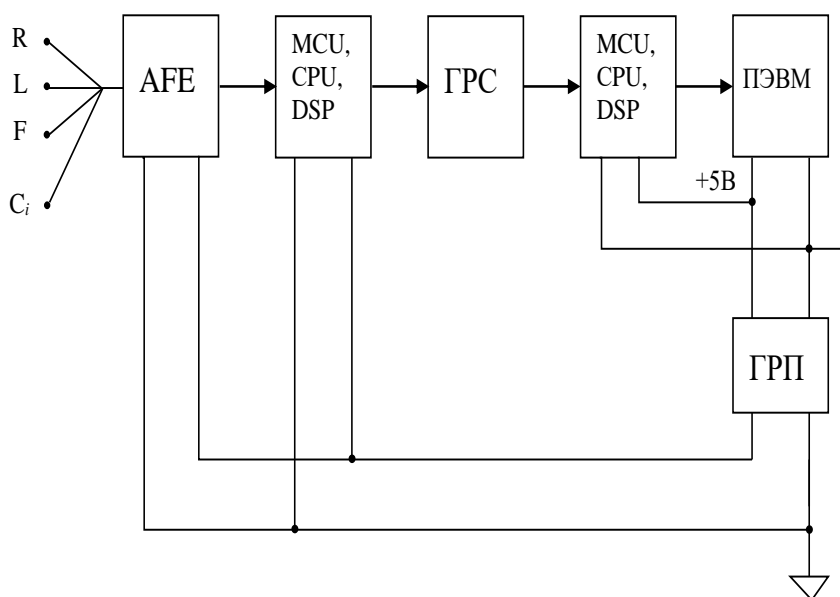 R
L
F
Ci
AFE
MCU,
CPU,
DSP
ГРС
MCU,
CPU,
DSP
ПЭВМ
+5В
ГРП